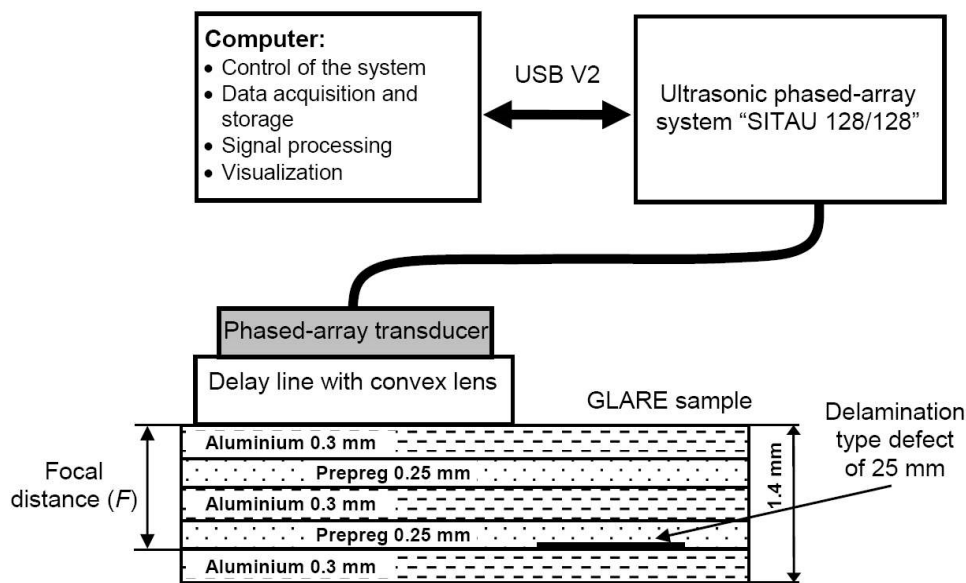 Computer:
• Control of the system
• Data acquisition and
storage
• Signal processing
• Visualization
USB V2
Ultrasonic phased-array
system “SITAU 128/128”
Phased-array transducer
Delay line with convex lens
GLARE sample
Delamination
type defect
of 25 mm
Focal
distance (F)
Aluminium 0.3 mm
Prepreg 0.25 mm
Aluminium 0.3 mm
Prepreg 0.25 mm
Aluminium 0.3 mm
1.4 mm